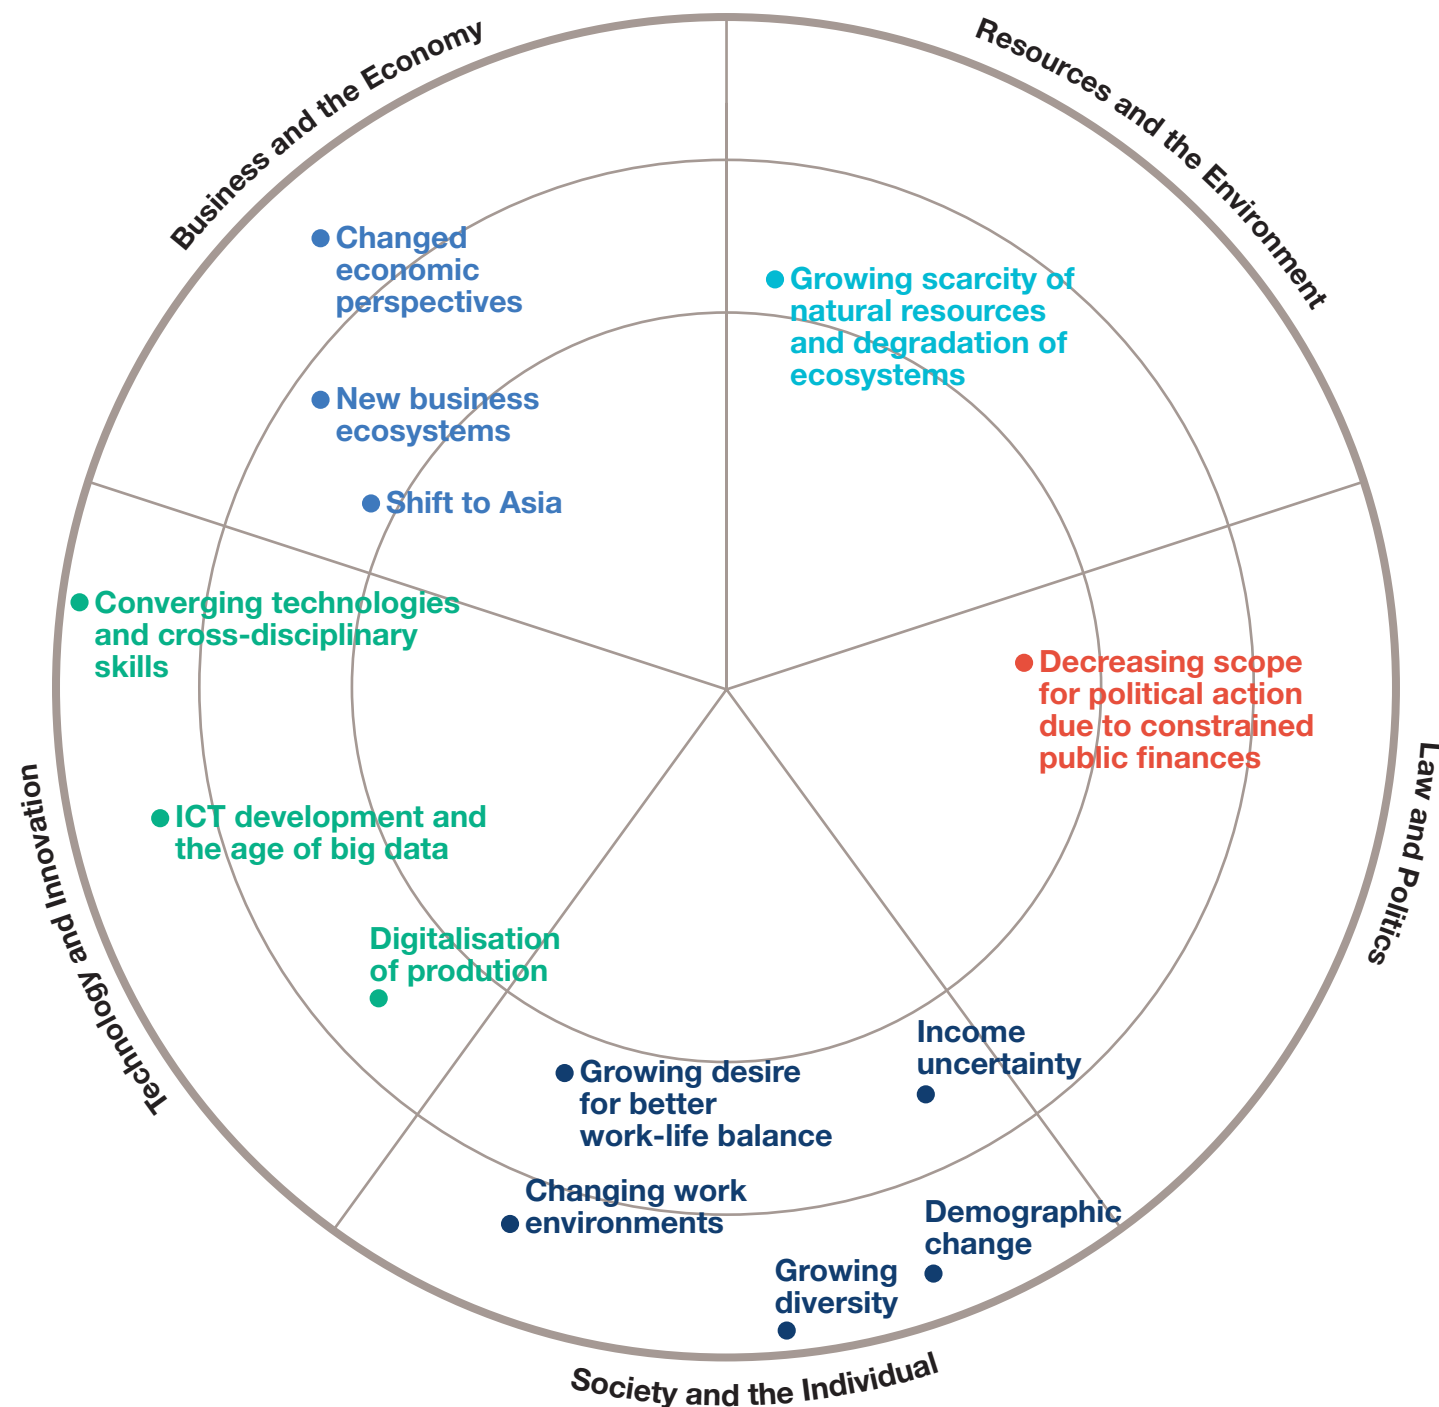 Business and the Economy
Resources and the Environment
Changed
economic
perspectives
Growing scarcity of
natural resources
and degradation of
ecosystems
New business
ecosystems
Shift to Asia
Converging technologies
and cross-disciplinary
skills
Decreasing scope
for political action
due to constrained
public finances
Law and Politics
Technology and Innovation
ICT development and
the age of big data
Digitalisation
of prodution
Income
uncertainty
Growing desire
for better
work-life balance
Changing work
environments
Demographic
change
Growing
diversity
Society and the Individual